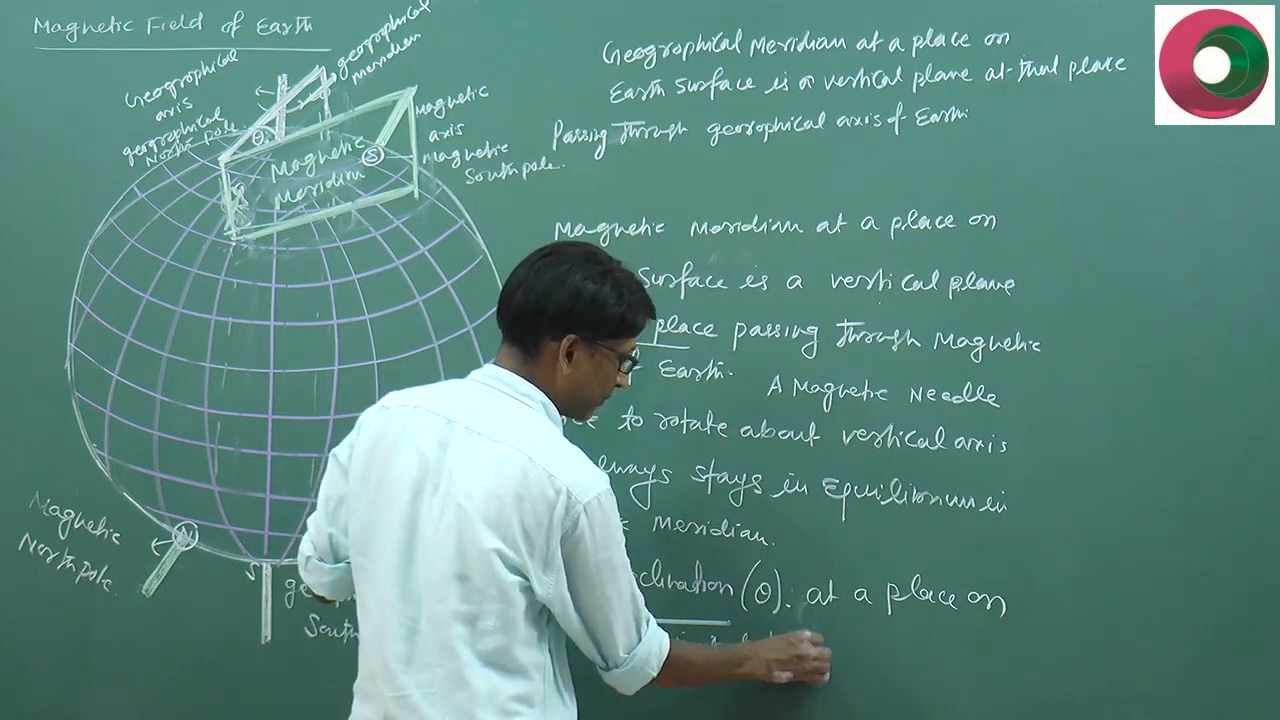 Magnetic Field of Earth
Geographical
axis
geographical
North pole
geographical
meridian
Magnetic
axis
magnetic
South pole
θ
Magnetic
Meridian
S
Geographical Meridian at a place on
Earth Surface is a vertical plane at that place
Passing Through geographical axis of Earth.
Magnetic Meridian at a place on
Surface is a vertical plane
place passing through Magnetic
Earth.
A Magnetic Needle
to rotate about vertical axis
always stays in Equilibrium in
Meridian.
clination (θ). at a place on
Magnetic
North pole.
N
S
Sout